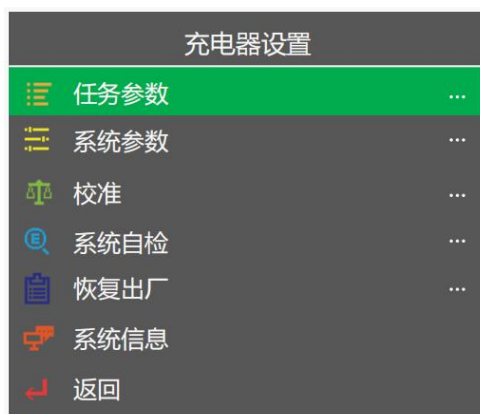 充电器设置
任务参数 ...
系统参数 ...
校准 ...
系统自检 ...
恢复出厂 ...
系统信息
返回